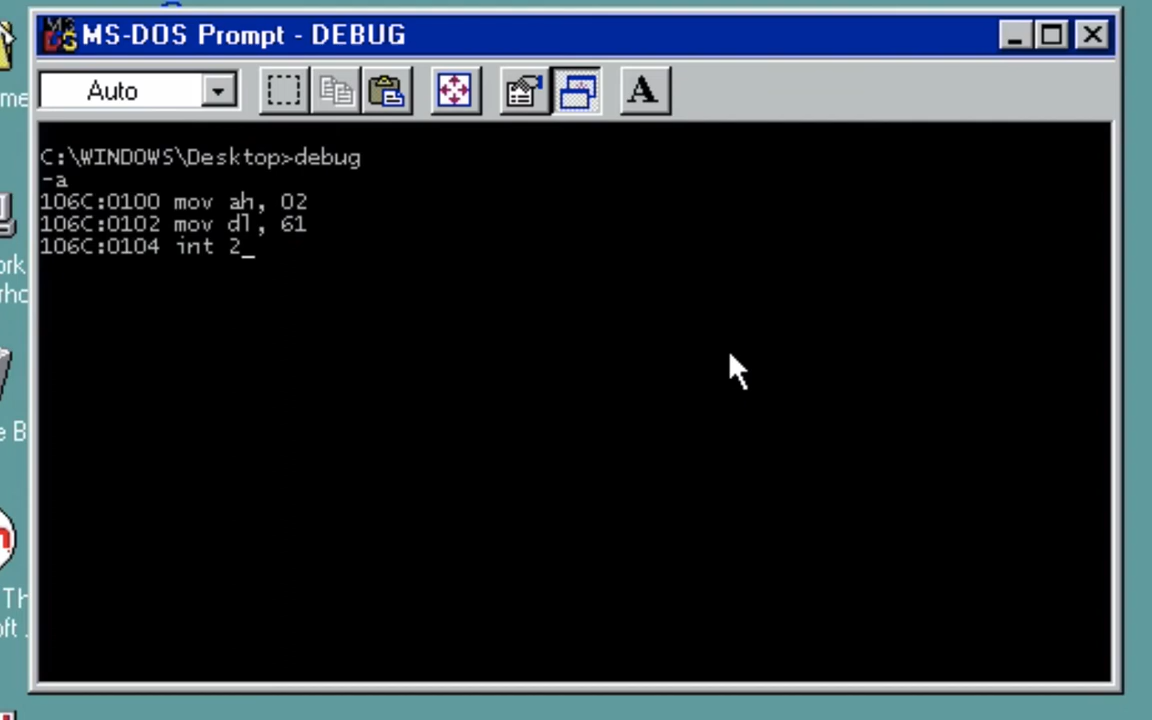 MS-DOS Prompt - DEBUG
Auto
A
C:\WINDOWS\Desktop>debug
-a
106C:0100 mov ah, 02
106C:0102 mov dl, 61
106C:0104 int 2_